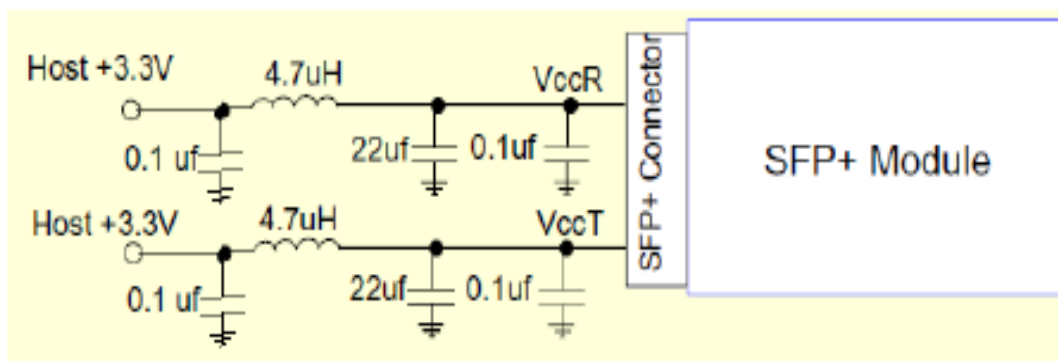 Host +3.3V
4.7uH
VccR
0.1 uf
22uf
0.1uf
Host +3.3V
4.7uH
VccT
0.1 uf
22uf
0.1uf
SFP+ Connector
SFP+ Module